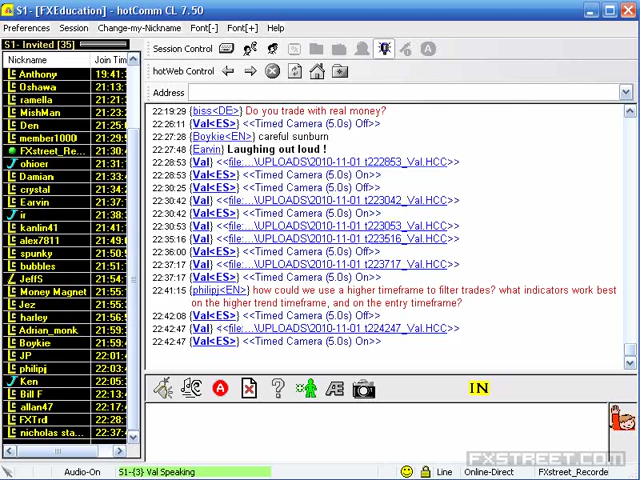 S1- [FXEducation] - hotComm CL 7.50
Preferences Session Change-my-Nickname Font[-] Font[+] Help
S1- Invited [35]
Session Control
Nickname Join Tim
hotWeb Control
Address
Anthony 19:41:
Oshawa 21:13:
ramella 21:21:
MishMan 21:25:
Den 21:25:
member1000 21:29:
FXstreet_Re... 21:29:
ohioer 21:31:
Damian 21:33:
crystal 21:34:
Earvin 21:37:
ir 21:38:
kanlin41 21:41:
alex7811 21:49:
spunky 21:50:
bubbles 21:51:
JeffS 21:54:
Money Magnet 21:55:
Jez 21:55:
harley 21:56:
Adrian_monk 21:59:
Boykie 21:59:
JP 22:01:
philipj 22:03:
Ken 22:05:
Bill F 22:13:
allan47 22:17:
FXTrd 22:28:
nicholas sta... 22:37:
22:19:29 {biss<DE>} Do you trade with real money?
22:26:11 {Val<ES>} <<Timed Camera (5.0s) Off>>
22:27:28 {Boykie<EN>} careful sunburn
22:27:48 {Earvin} Laughing out loud !
22:28:53 {Val} <<file:...\UPLOADS\2010-11-01 t222853_Val.HCC>>
22:28:53 {Val<ES>} <<Timed Camera (5.0s) On>>
22:30:25 {Val<ES>} <<Timed Camera (5.0s) Off>>
22:30:42 {Val} <<file:...\UPLOADS\2010-11-01 t223042_Val.HCC>>
22:30:42 {Val<ES>} <<Timed Camera (5.0s) On>>
22:30:53 {Val} <<file:...\UPLOADS\2010-11-01 t223053_Val.HCC>>
22:35:16 {Val} <<file:...\UPLOADS\2010-11-01 t223516_Val.HCC>>
22:36:00 {Val<ES>} <<Timed Camera (5.0s) Off>>
22:37:17 {Val} <<file:...\UPLOADS\2010-11-01 t223717_Val.HCC>>
22:37:17 {Val<ES>} <<Timed Camera (5.0s) On>>
22:41:15 {philipj<EN>} how could we use a higher timeframe to filter trades? what indicators work best
on the higher trend timeframe, and on the entry timeframe?
22:42:08 {Val<ES>} <<Timed Camera (5.0s) Off>>
22:42:47 {Val} <<file:...\UPLOADS\2010-11-01 t224247_Val.HCC>>
22:42:47 {Val<ES>} <<Timed Camera (5.0s) On>>
IN
FXSTREET.COM
Audio-On S1-{3} Val Speaking Line Online-Direct FXstreet_Recorde